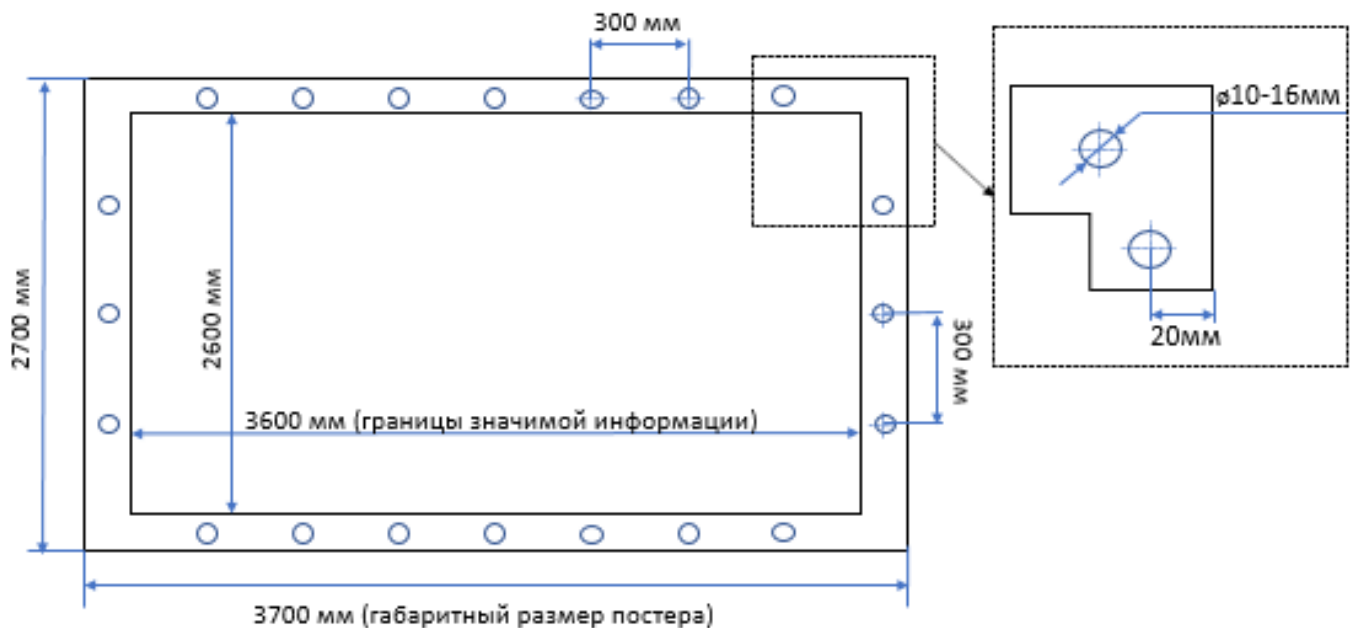 300 мм
ø10-16мм
2700 мм
2600 мм
300 мм
20мм
3600 мм (границы значимой информации)
3700 мм (габаритный размер постера)